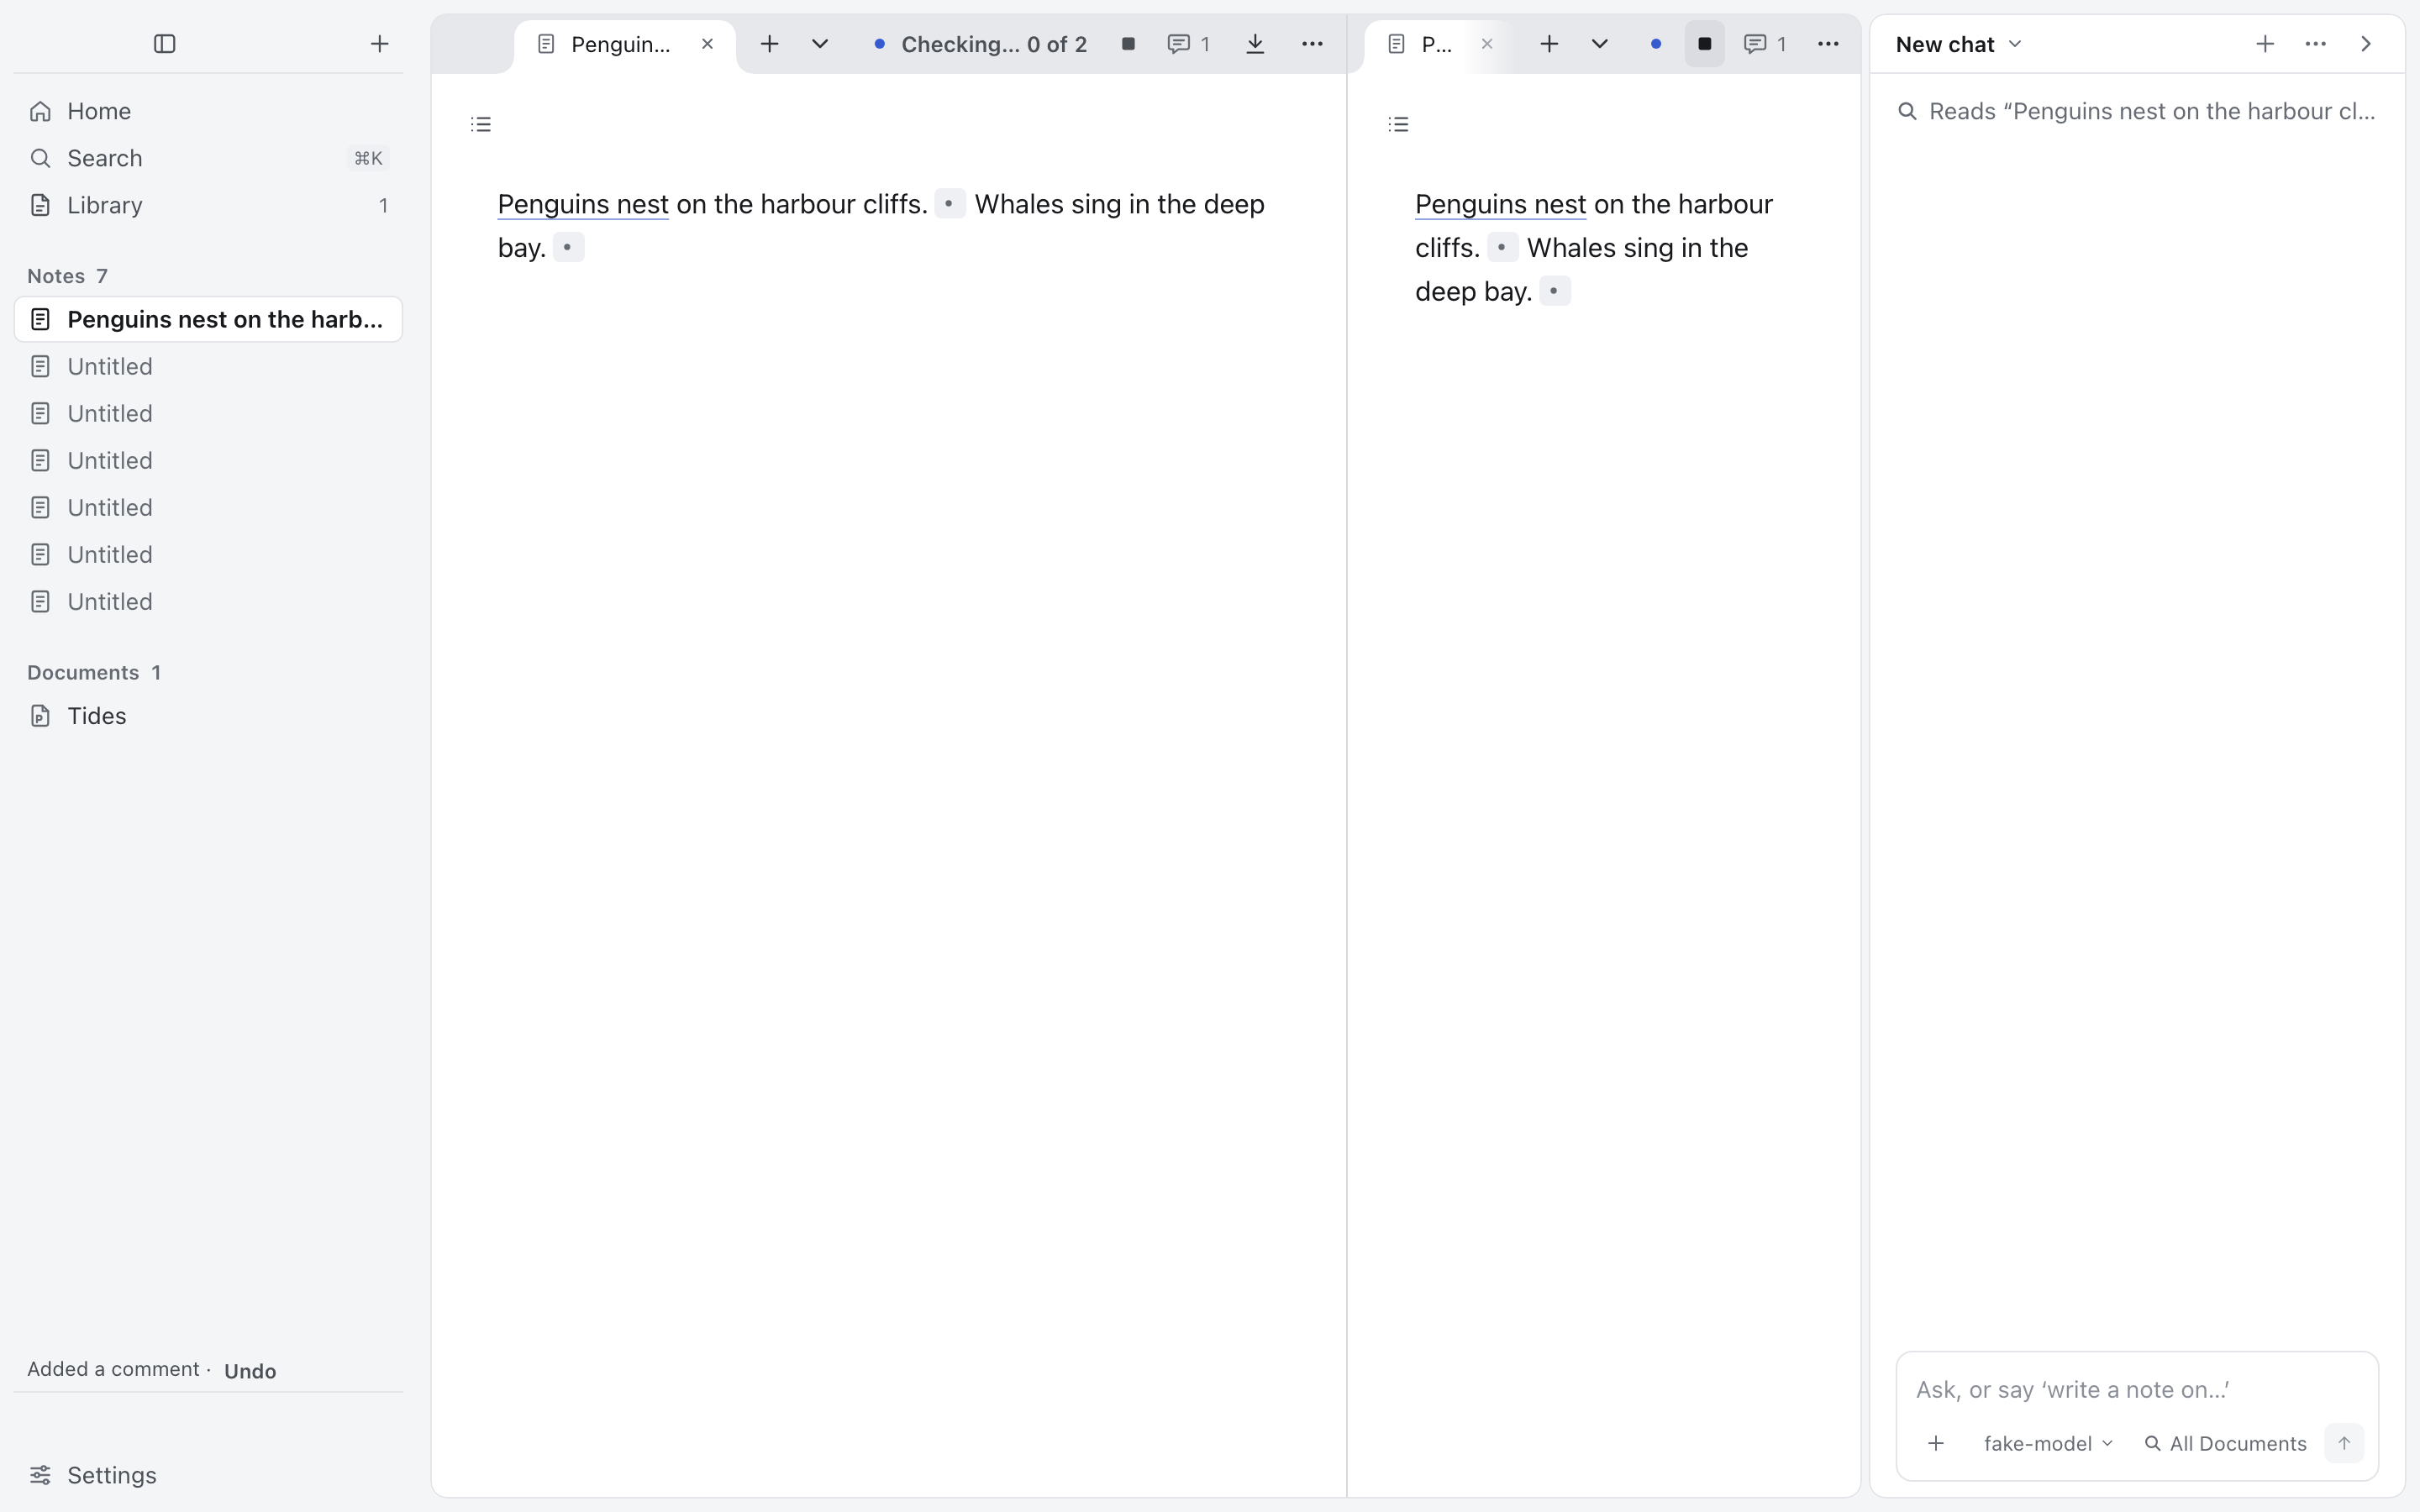 Home
Search ⌘K
Library 1
Notes 7
Penguins nest on the harb...
Untitled
Untitled
Untitled
Untitled
Untitled
Untitled
Documents 1
Tides
Added a comment · Undo
Settings
Penguin...
Checking... 0 of 2
1
Penguins nest on the harbour cliffs. Whales sing in the deep
bay.
P...
1
Penguins nest on the harbour
cliffs. Whales sing in the
deep bay.
New chat
Reads “Penguins nest on the harbour cl...
Ask, or say ‘write a note on...’
fake-model
All Documents